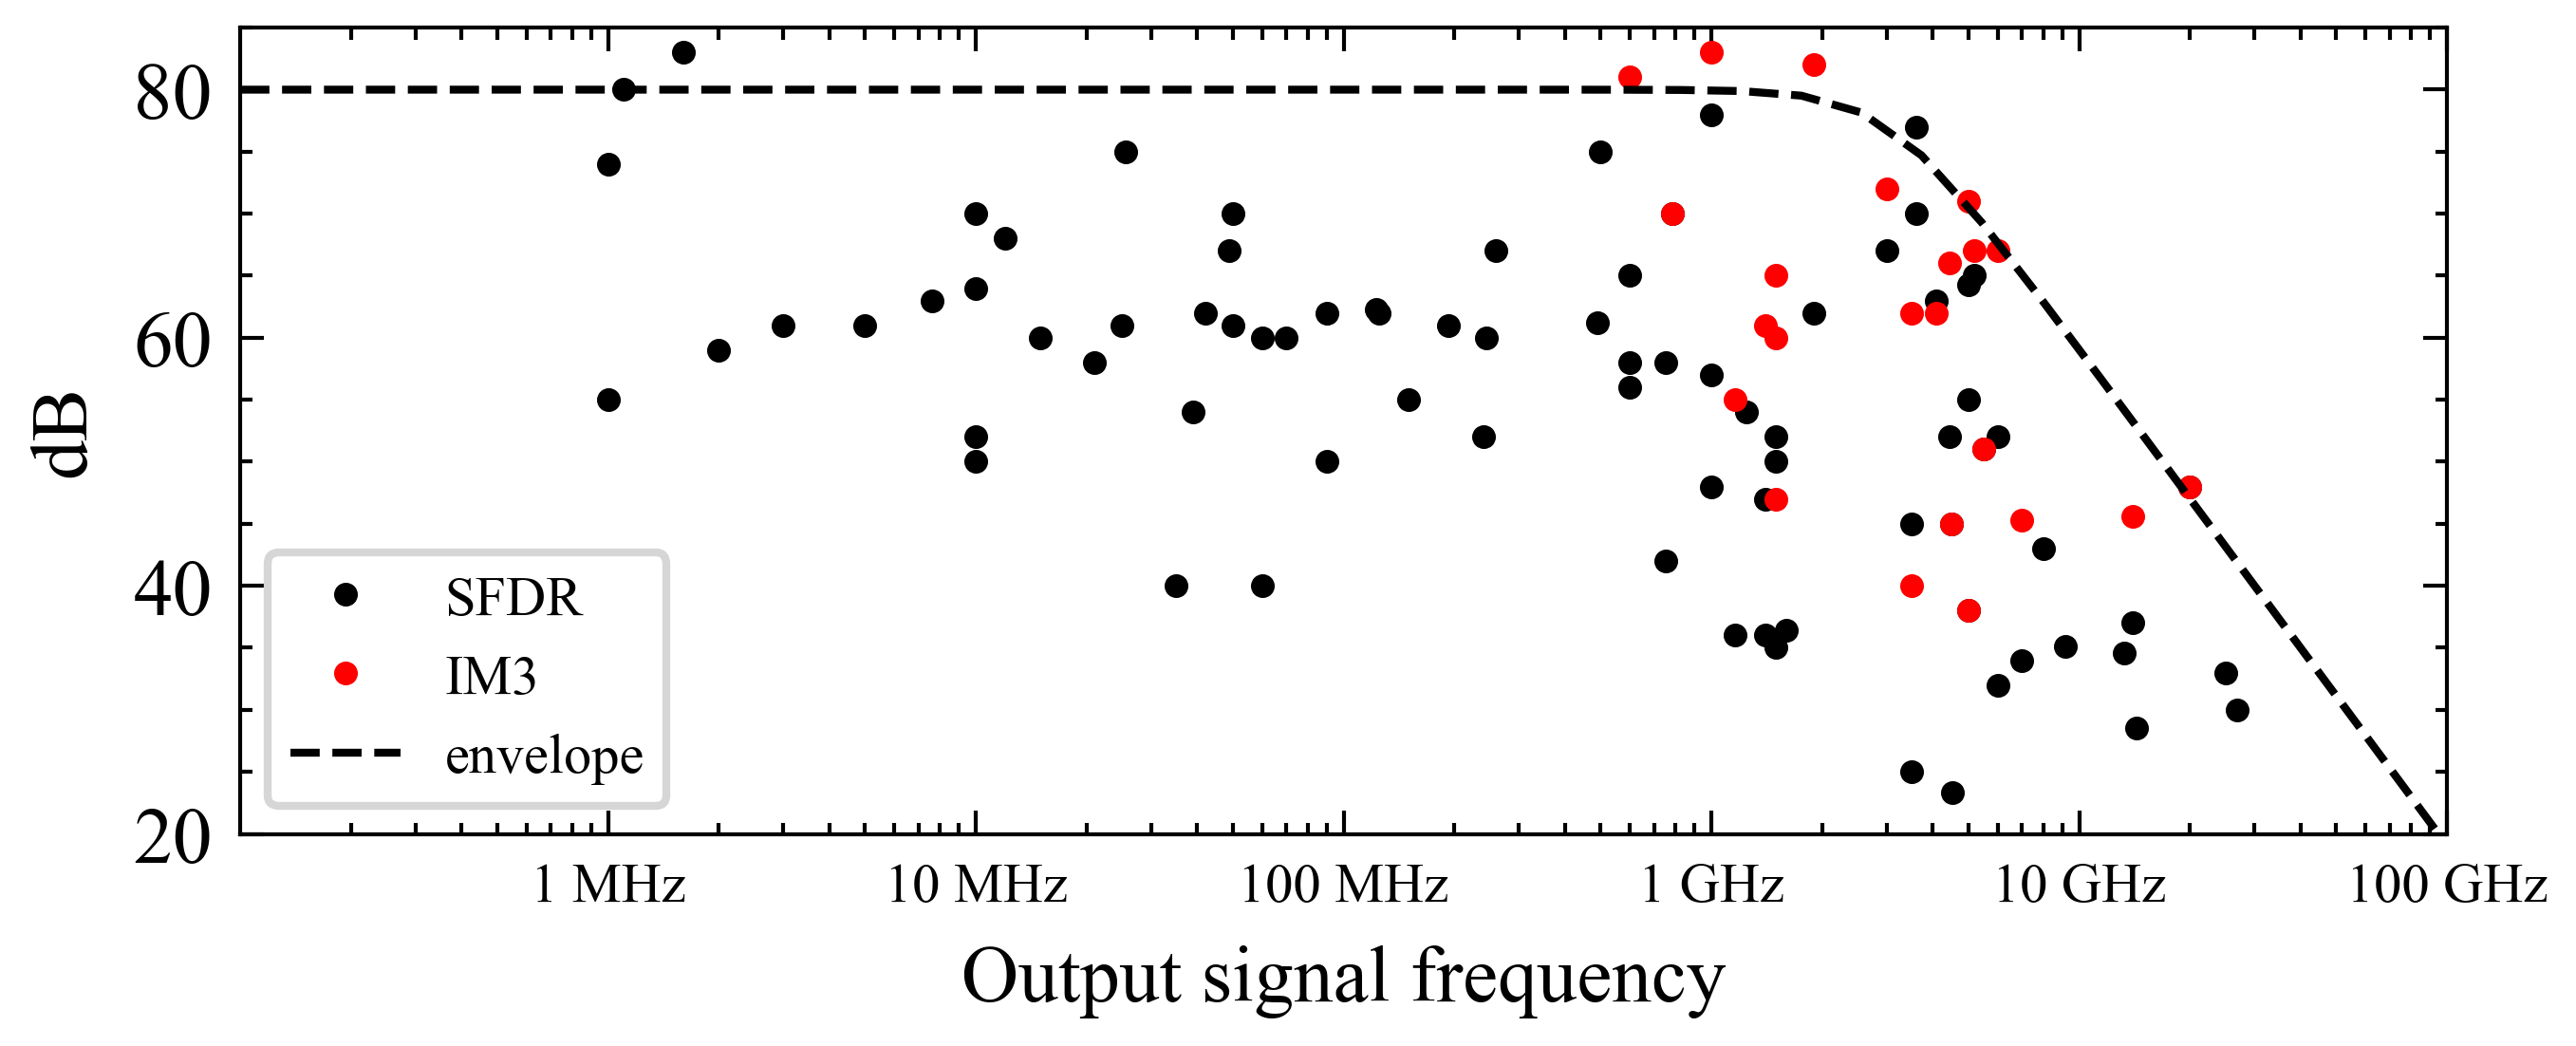 80
60
40
20
dB
SFDR
IM3
envelope
1 MHz 10 MHz 100 MHz 1 GHz 10 GHz 100 GHz
Output signal frequency